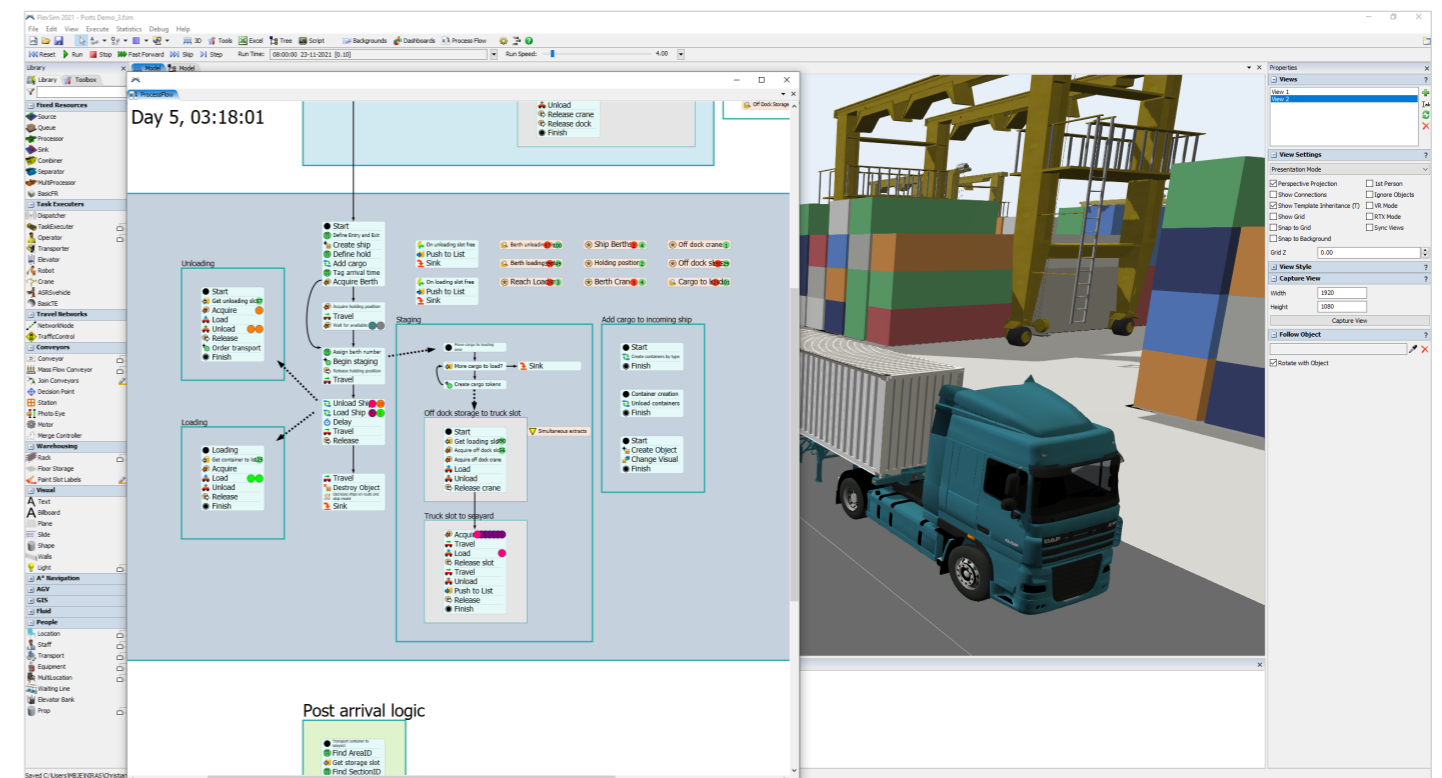 FlexSim 2021 - Ports Demo_3.fsm
File Edit View Execute Statistics Debug Help
3D Tools Excel Tree Script Backgrounds Dashboards Process Flow
Reset Run Stop Fast Forward Skip Step Run Time: 08:00:00 23-11-2021 [0.10] Run Speed: 4.00
Library
Library Toolbox
Fixed Resources
Source
Queue
Processor
Sink
Combiner
Separator
MultiProcessor
BasicFR
Task Executers
Dispatcher
TaskExecuter
Operator
Transporter
Elevator
Robot
Crane
ASRSvehicle
BasicTE
Travel Networks
NetworkNode
TrafficControl
Conveyors
Conveyor
Mass Flow Conveyor
Join Conveyors
Decision Point
Station
Photo Eye
Motor
Merge Controller
Warehousing
Rack
Floor Storage
Paint Slot Labels
Visual
Text
Billboard
Plane
Slide
Shape
Walls
Light
A* Navigation
AGV
GIS
Fluid
People
Location
Staff
Transport
Equipment
MultiLocation
Waiting Line
Elevator Bank
Prop
Model Model
ProcessFlow
Day 5, 03:18:01
Unload
Release crane
Release dock
Finish
Off Dock Storage
Start
Define Entry and Exit
Create ship
Define hold
Add cargo
Tag arrival time
Acquire Berth
Acquire holding position
Travel
Wait for available
Assign berth number
Begin staging
Release holding position
Travel
Unload Ship
Load Ship
Delay
Travel
Release
Travel
Destroy Object
Sink
Unloading
Start
Get unloading slot
Acquire
Load
Unload
Release
Order transport
Finish
Loading
Loading
Get container to
Acquire
Load
Unload
Release
Finish
On unloading slot free
Push to List
Sink
On loading slot free
Push to List
Sink
Berth unloading
Ship Berths
Off dock crane
Berth loading
Holding position
Off dock
Reach
Berth Crane
Cargo to
Staging
Move cargo to loading area
More cargo to load?
Sink
Create cargo tokens
Off dock storage to truck slot
Start
Get loading slot
Acquire off dock
Acquire off dock crane
Load
Unload
Release crane
Simultaneous extracts
Truck slot to seayard
Acquire
Travel
Load
Release slot
Travel
Unload
Push to List
Release
Finish
Add cargo to incoming ship
Start
Create containers by type
Finish
Container creation
Unload containers
Finish
Start
Create Object
Change Visual
Finish
Post arrival logic
Transport container to seayard
Find AreaID
Get storage slot
Find SectionID
Properties
Views
View 1
View 2
View Settings
Presentation Mode
Perspective Projection 1st Person
Show Connections Ignore Objects
Show Template Inheritance (T) VR Mode
Show Grid RTX Mode
Snap to Grid Sync Views
Snap to Background
Grid Z 0.00
View Style
Capture View
Width 1920
Height 1080
Capture View
Follow Object
Rotate with Object